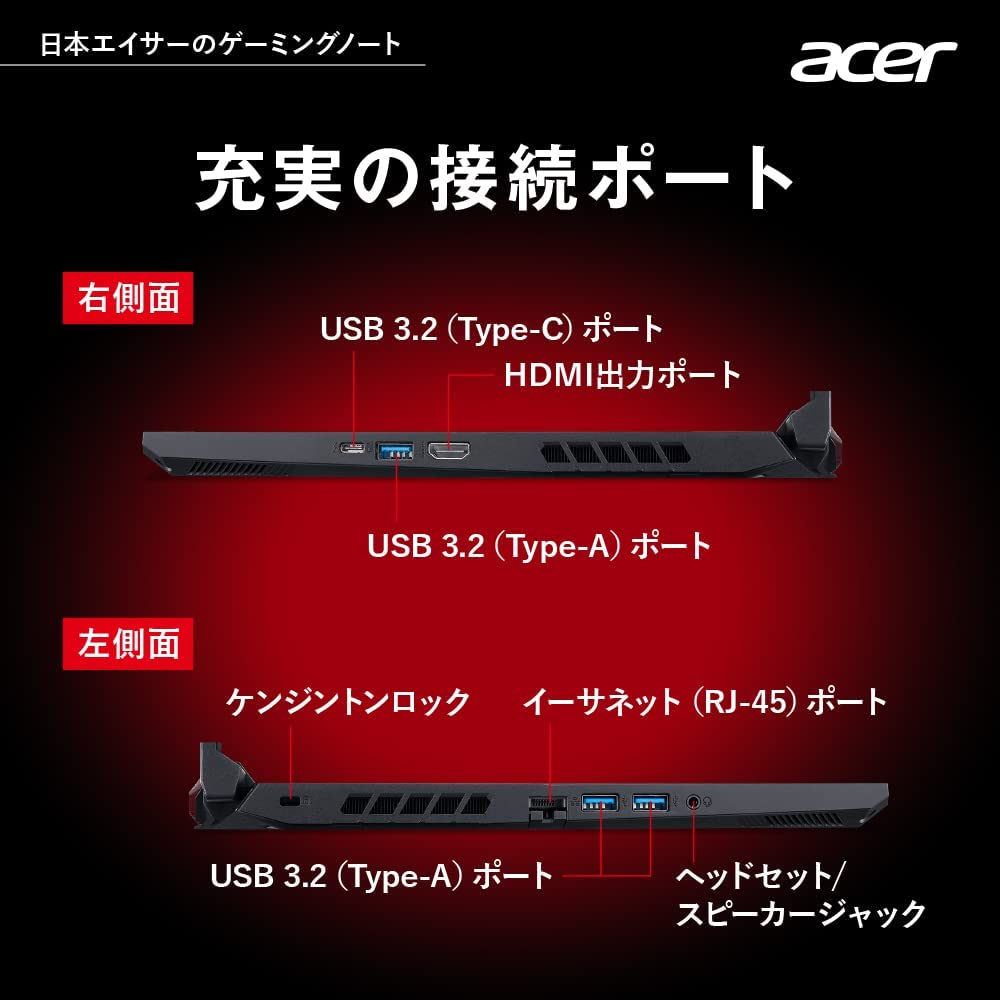 日本エイサーのゲーミングノート
acer
充実の接続ポート
右側面
USB 3.2（Type-C）ポート
HDMI出力ポート
USB 3.2（Type-A）ポート
左側面
ケンジントンロック
イーサネット（RJ-45）ポート
USB 3.2（Type-A）ポート
ヘッドセット/
スピーカージャック